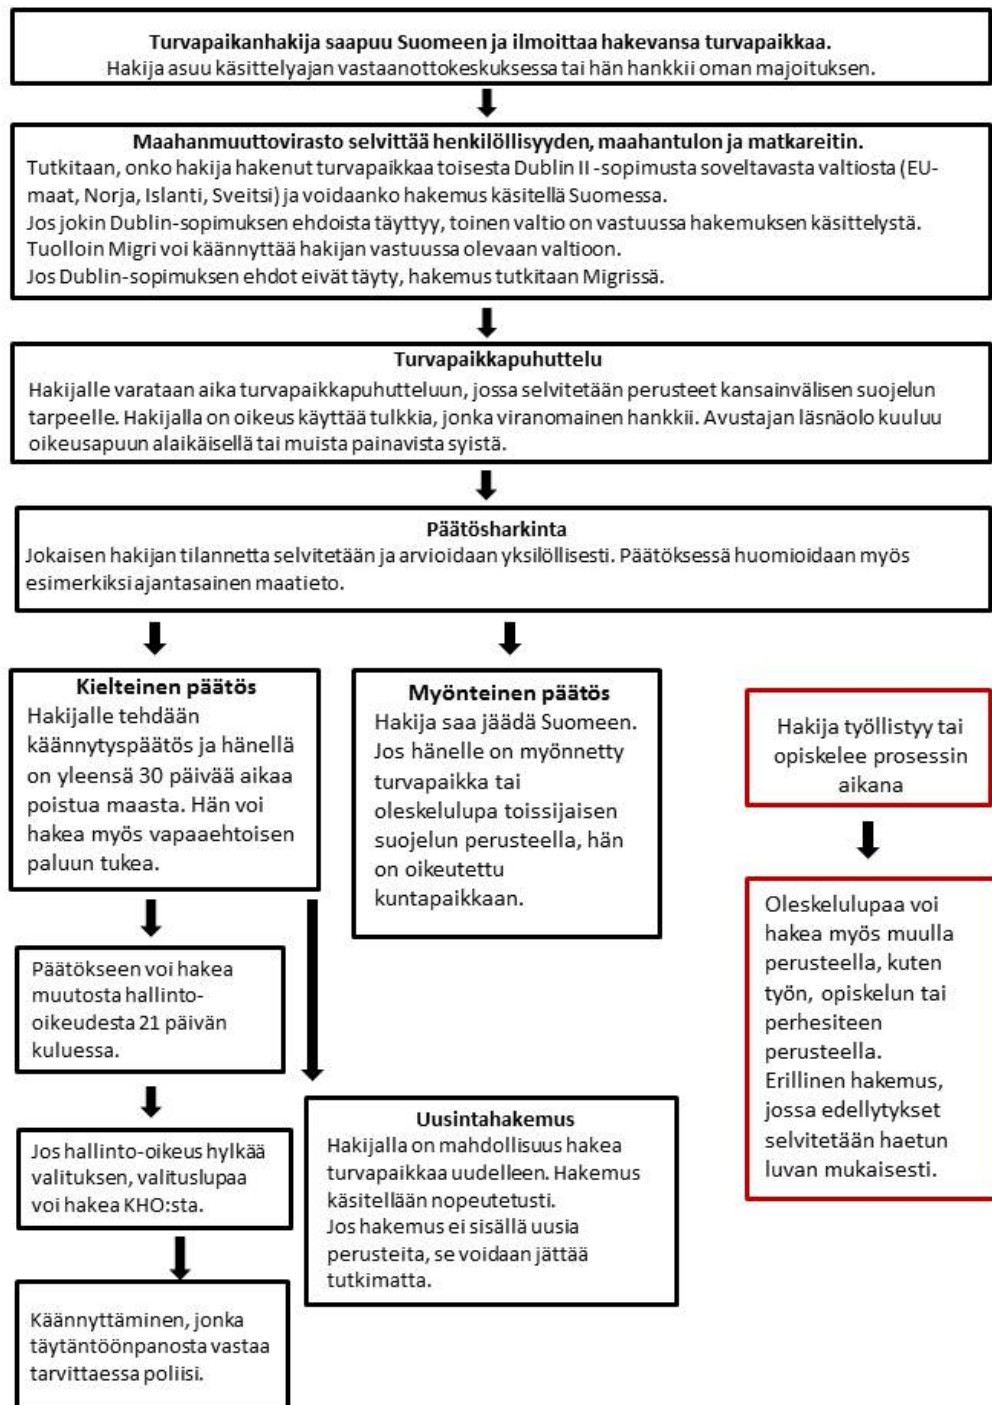 Turvapaikanhakija saapuu Suomeen ja ilmoittaa hakevansa turvapaikkaa.
Hakija asuu käsittelyajan vastaanottokeskuksessa tai hän hankkii oman majoituksen.
Maahanmuuttovirasto selvittää henkilöllisyyden, maahantulon ja matkareitin.
Tutkitaan, onko hakija hakenut turvapaikkaa toisesta Dublin II -sopimusta soveltavasta valtiosta (EU-
maat, Norja, Islanti, Sveitsi) ja voidaanko hakemus käsitellä Suomessa.
Jos jokin Dublin-sopimuksen ehdoista täyttyy, toinen valtio on vastuussa hakemuksen käsittelystä.
Tuolloin Migri voi käännyttää hakijan vastuussa olevaan valtioon.
Jos Dublin-sopimuksen ehdot eivät täyty, hakemus tutkitaan Migrissä.
Turvapaikkapuhuttelu
Hakijalle varataan aika turvapaikkapuhutteluun, jossa selvitetään perusteet kansainvälisen suojelun
tarpeelle. Hakijalla on oikeus käyttää tulkkia, jonka viranomainen hankkii. Avustajan läsnäolo kuuluu
oikeusapuun alaikäisellä tai muista painavista syistä.
Päätösharkinta
Jokaisen hakijan tilannetta selvitetään ja arvioidaan yksilöllisesti. Päätöksessä huomioidaan myös
esimerkiksi ajantasainen maatieto.
Kielteinen päätös
Hakijalle tehdään
käännytyspäätös ja hänellä
on yleensä 30 päivää aikaa
poistua maasta. Hän voi
hakea myös vapaaehtoisen
paluun tukea.
Myönteinen päätös
Hakija saa jäädä Suomeen.
Jos hänelle on myönnetty
turvapaikka tai
oleskelulupa toissijaisen
suojelun perusteella, hän
on oikeutettu
kuntapaikkaan.
Hakija työllistyy tai
opiskelee prosessin
aikana
Oleskelulupaa voi
hakea myös muulla
perusteella, kuten
työn, opiskelun tai
perhesiteen
perusteella.
Erillinen hakemus,
jossa edellytykset
selvitetään haetun
luvan mukaisesti.
Päätökseen voi hakea
muutosta hallinto-
oikeudesta 21 päivän
kuluessa.
Uusintahakemus
Hakijalla on mahdollisuus hakea
turvapaikkaa uudelleen. Hakemus
käsitellään nopeutetusti.
Jos hakemus ei sisällä uusia
perusteita, se voidaan jättää
tutkimatta.
Jos hallinto-oikeus hylkää
valituksen, valituslupaa
voi hakea KHO:sta.
Käännyttäminen, jonka
täytäntöönpanosta vastaa
tarvittaessa poliisi.